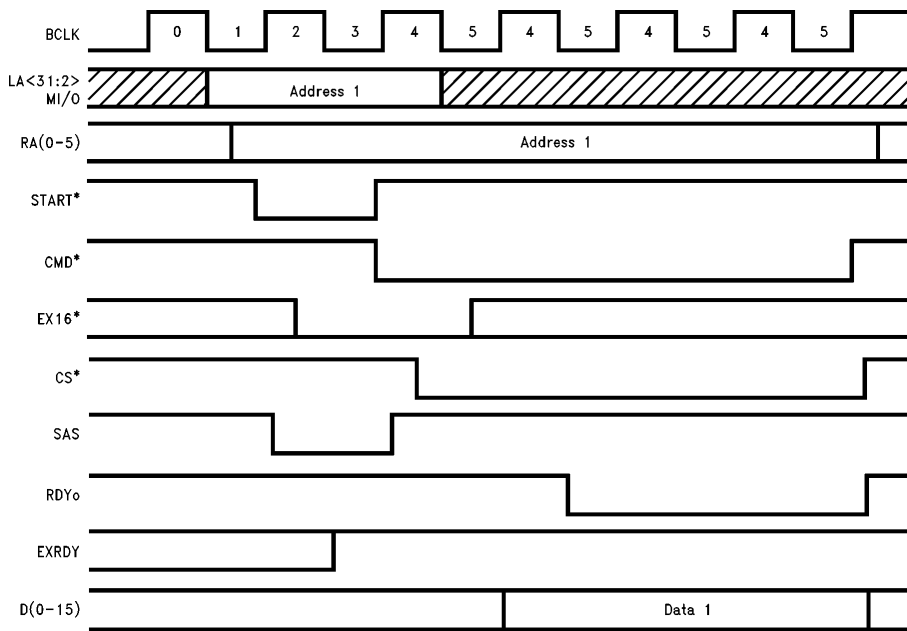 BCLK 0 1 2 3 4 5 4 5 4 5 4 5
LA<31:2>
MI/O
Address 1
RA(0-5) Address 1
START*
CMD*
EX16*
CS*
SAS
RDYo
EXRDY
D(0-15) Data 1